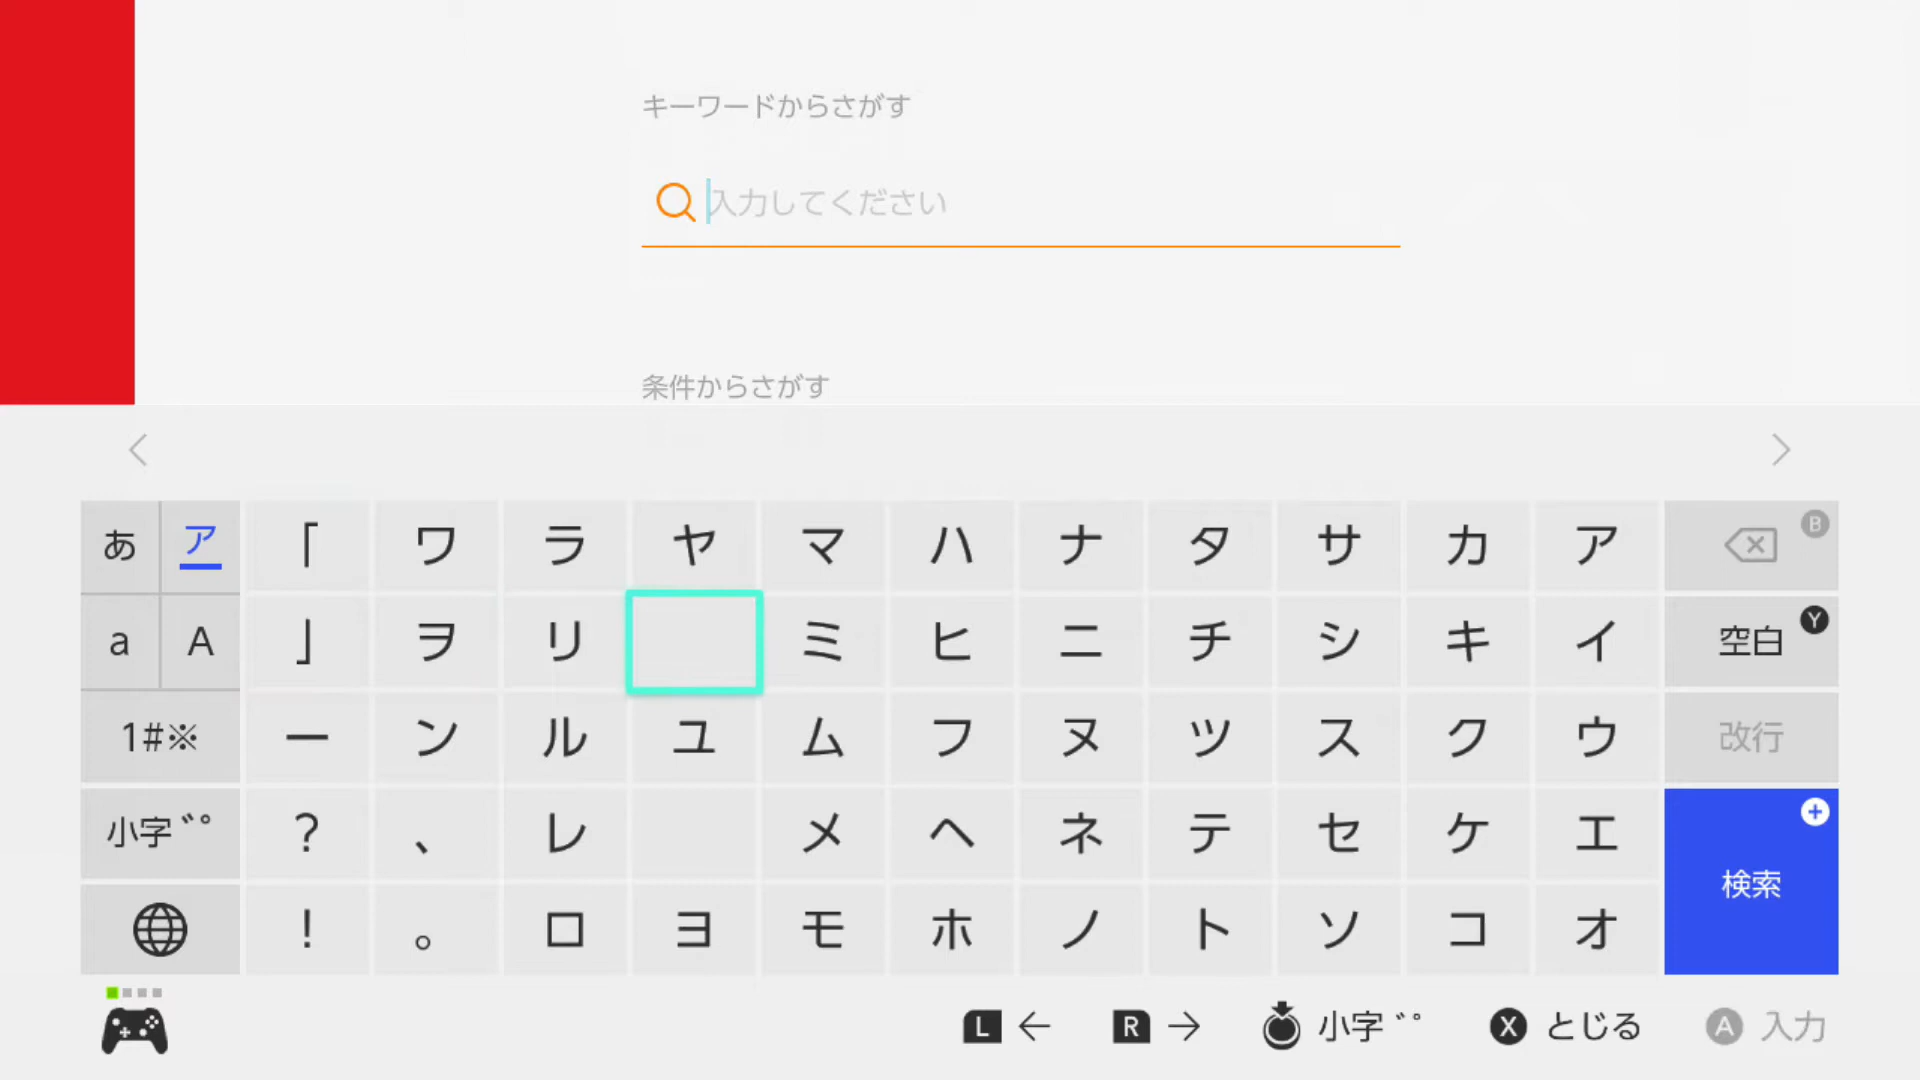 キーワードからさがす
入力してください
条件からさがす
あ ア 「 ワ ラ ヤ マ ハ ナ タ サ カ ア B
a A 」 ヲ リ ミ ヒ ニ チ シ キ イ 空白 Y
1#※ ー ン ル ユ ム フ ヌ ツ ス ク ウ 改行
小字゛゜ ? 、 レ メ ヘ ネ テ セ ケ エ
! 。 ロ ヨ モ ホ ノ ト ソ コ オ 検索
L ← R → 小字゛゜ X とじる A 入力